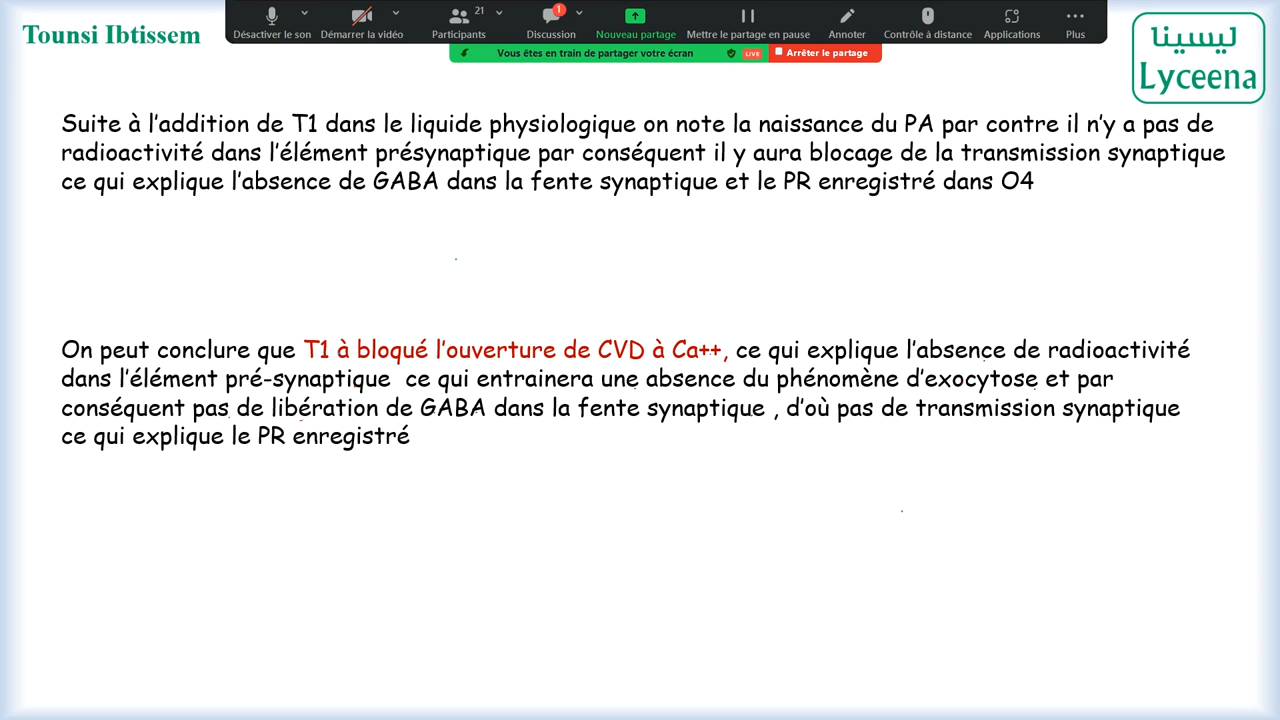 Tounsi Ibtissem
Désactiver le son
Démarrer la vidéo
21
Participants
1
Discussion
Nouveau partage
Mettre le partage en pause
Annoter
Contrôle à distance
Applications
Plus
Vous êtes en train de partager votre écran
LIVE
Arrêter le partage
ليسينا
Lyceena
Suite à l'addition de T1 dans le liquide physiologique on note la naissance du PA par contre il n'y a pas de
radioactivité dans l'élément présynaptique par conséquent il y aura blocage de la transmission synaptique
ce qui explique l'absence de GABA dans la fente synaptique et le PR enregistré dans O4
On peut conclure que T1 à bloqué l'ouverture de CVD à Ca++, ce qui explique l'absence de radioactivité
dans l'élément pré-synaptique ce qui entrainera une absence du phénomène d'exocytose et par
conséquent pas de libération de GABA dans la fente synaptique , d'où pas de transmission synaptique
ce qui explique le PR enregistré